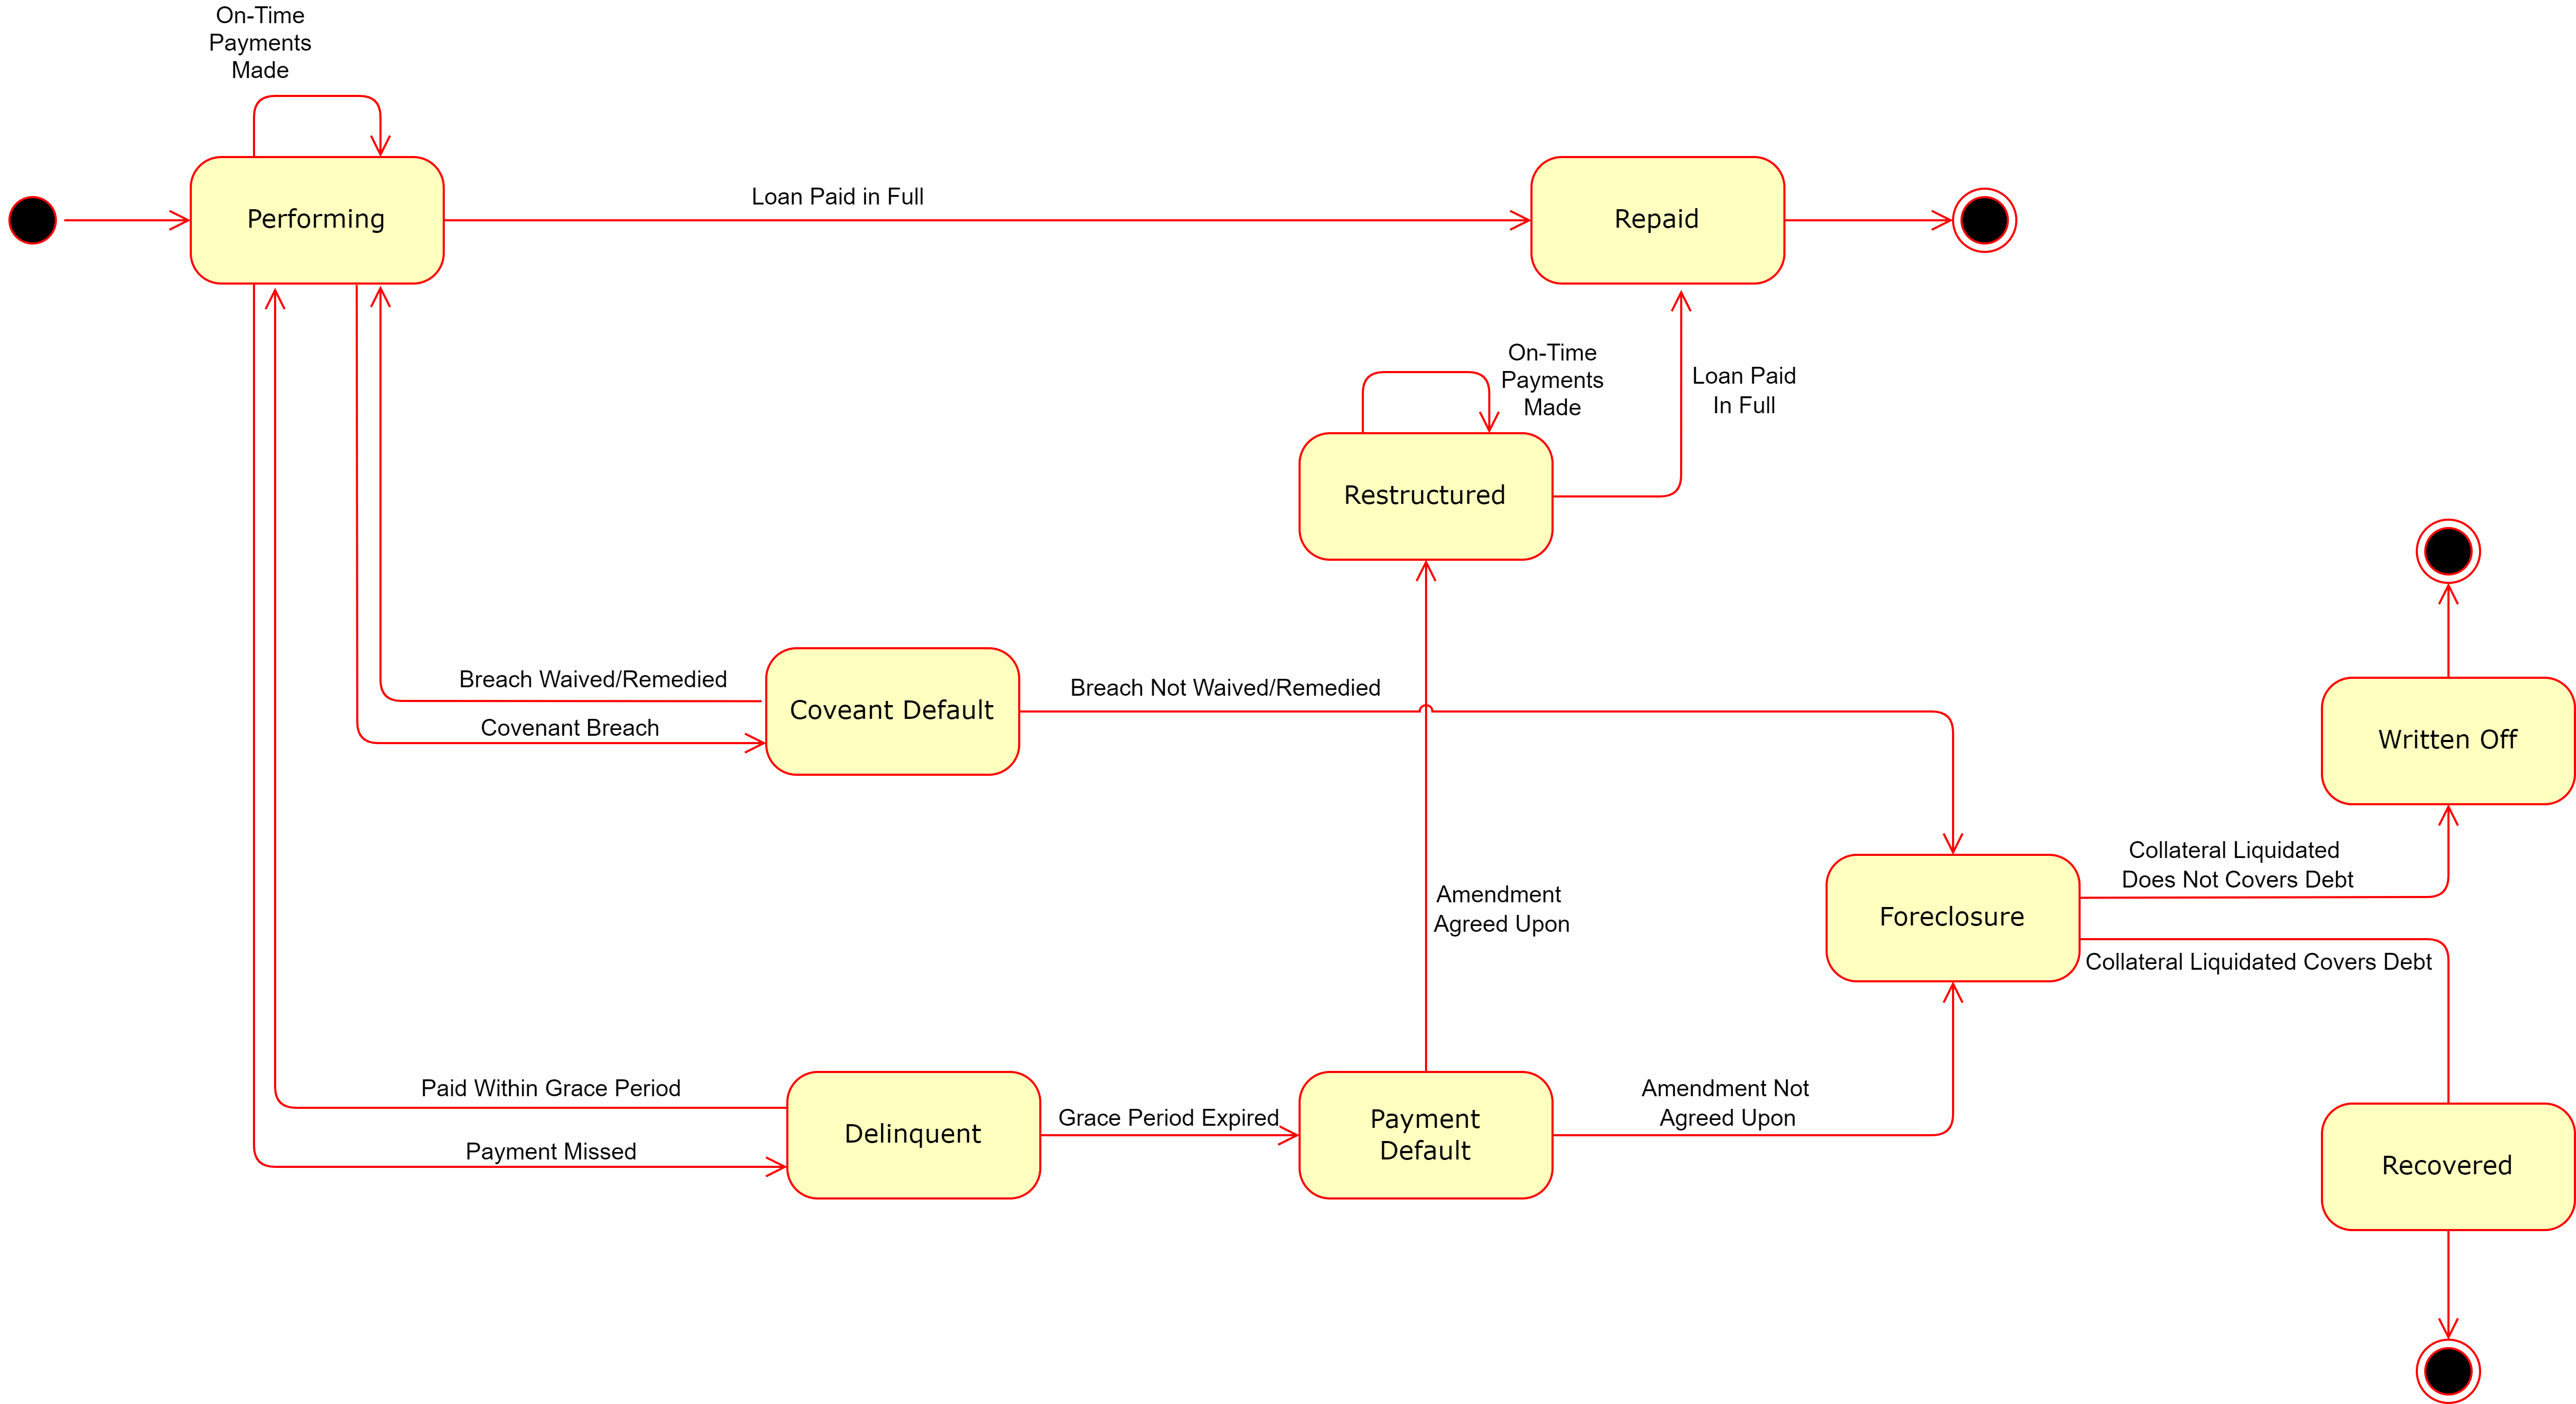 On-Time
Payments
Made
Performing
Loan Paid in Full
Repaid
On-Time
Payments
Made
Loan Paid
In Full
Restructured
Breach Waived/Remedied
Covenant Breach
Coveant Default
Breach Not Waived/Remedied
Written Off
Amendment
Agreed Upon
Collateral Liquidated
Does Not Covers Debt
Foreclosure
Collateral Liquidated Covers Debt
Paid Within Grace Period
Payment Missed
Delinquent
Grace Period Expired
Payment
Default
Amendment Not
Agreed Upon
Recovered